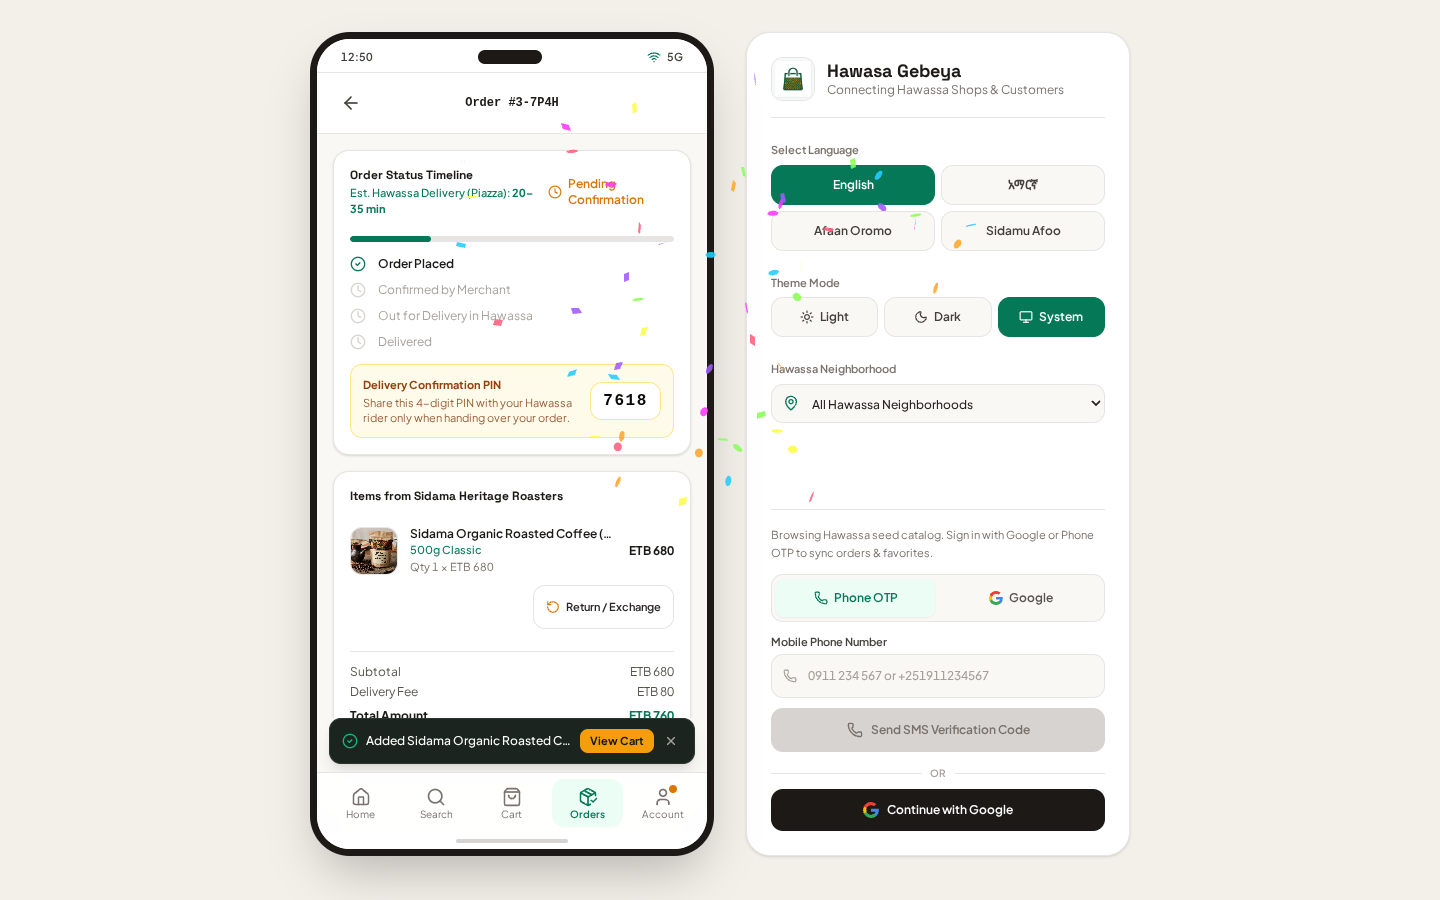 12:50
5G
Order #3-7P4H
Order Status Timeline
Est. Hawassa Delivery (Piazza): 20–
35 min
Pending
Confirmation
Order Placed
Confirmed by Merchant
Out for Delivery in Hawassa
Delivered
Delivery Confirmation PIN
Share this 4-digit PIN with your Hawassa
rider only when handing over your order.
7618
Items from Sidama Heritage Roasters
Sidama Organic Roasted Coffee (...
500g Classic
Qty 1 × ETB 680
ETB 680
Return / Exchange
Subtotal
ETB 680
Delivery Fee
ETB 80
Total Amount
ETB 760
Added Sidama Organic Roasted C...
View Cart
Home
Search
Cart
Orders
Account
Hawasa Gebeya
Connecting Hawassa Shops & Customers
Select Language
English
አማርኛ
Afaan Oromo
Sidamu Afoo
Theme Mode
Light
Dark
System
Hawassa Neighborhood
All Hawassa Neighborhoods
Browsing Hawassa seed catalog. Sign in with Google or Phone
OTP to sync orders & favorites.
Phone OTP
Google
Mobile Phone Number
0911 234 567 or +251911234567
Send SMS Verification Code
OR
Continue with Google